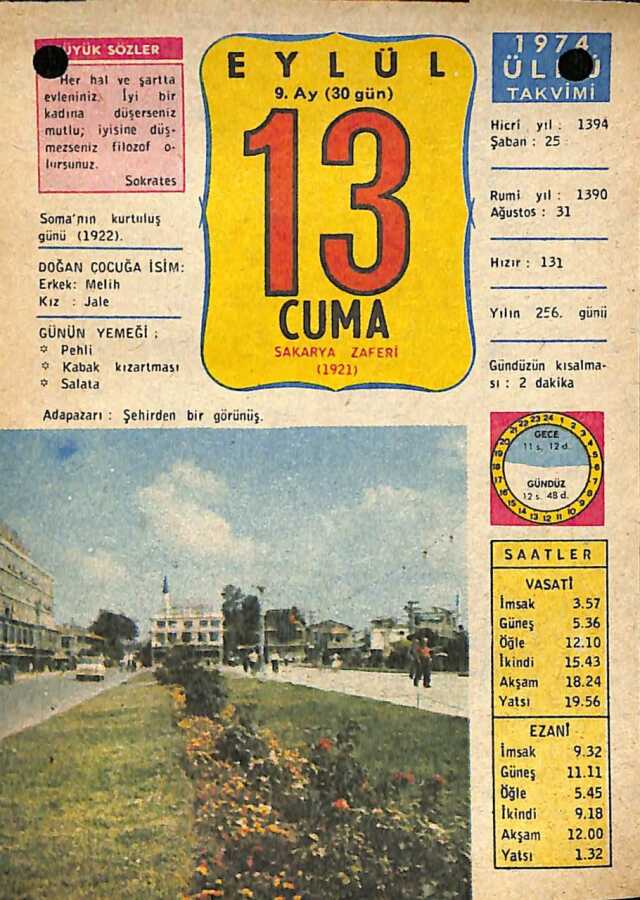 BÜYÜK SÖZLER
Her hal ve şartta
evleniniz. İyi bir
kadına düşerseniz
mutlu; iyisine düş-
mezseniz filozof o-
lursunuz.
Sokrates
Soma'nın kurtuluş
günü (1922).
DOĞAN ÇOCUĞA İSİM:
Erkek: Melih
Kız : Jale
GÜNÜN YEMEĞİ :
Pehli
Kabak kızartması
Salata
EYLÜL
9. Ay (30 gün)
13
CUMA
SAKARYA ZAFERİ
(1921)
1974
ÜLKÜ
TAKVİMİ
Hicrî yıl : 1394
Şaban : 25
Rumi yıl : 1390
Ağustos : 31
Hızır : 131
Yılın 256. günü
Gündüzün kısalma-
sı : 2 dakika
Adapazarı : Şehirden bir görünüş.
GECE
11 s. 12 d.
GÜNDÜZ
12 s. 48 d.
SAATLER
VASATİ
İmsak 3.57
Güneş 5.36
Öğle 12.10
İkindi 15.43
Akşam 18.24
Yatsı 19.56
EZANİ
İmsak 9.32
Güneş 11.11
Öğle 5.45
İkindi 9.18
Akşam 12.00
Yatsı 1.32